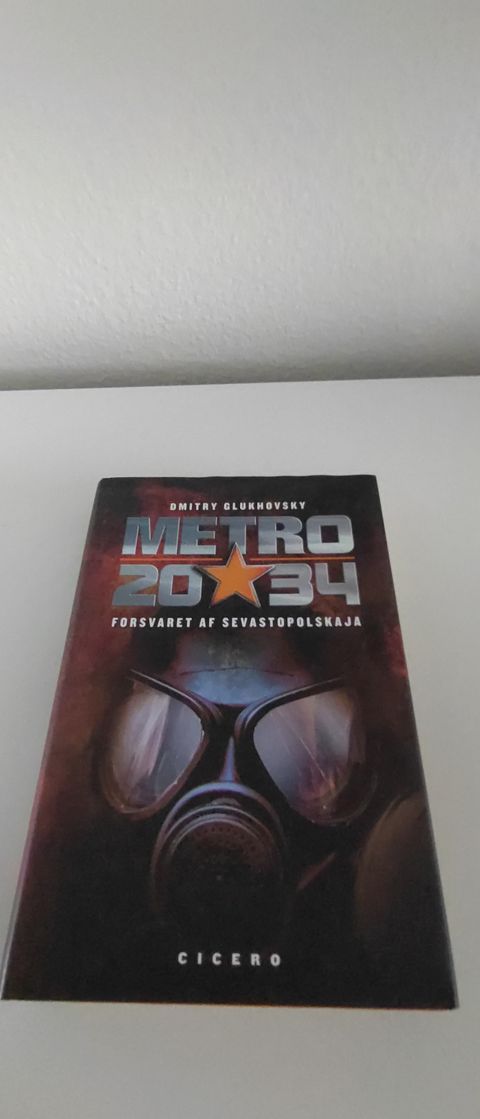 DMITRY GLUKHOVSKY
METRO
20 34
FORSVARET AF SEVASTOPOLSKAJA
CICERO